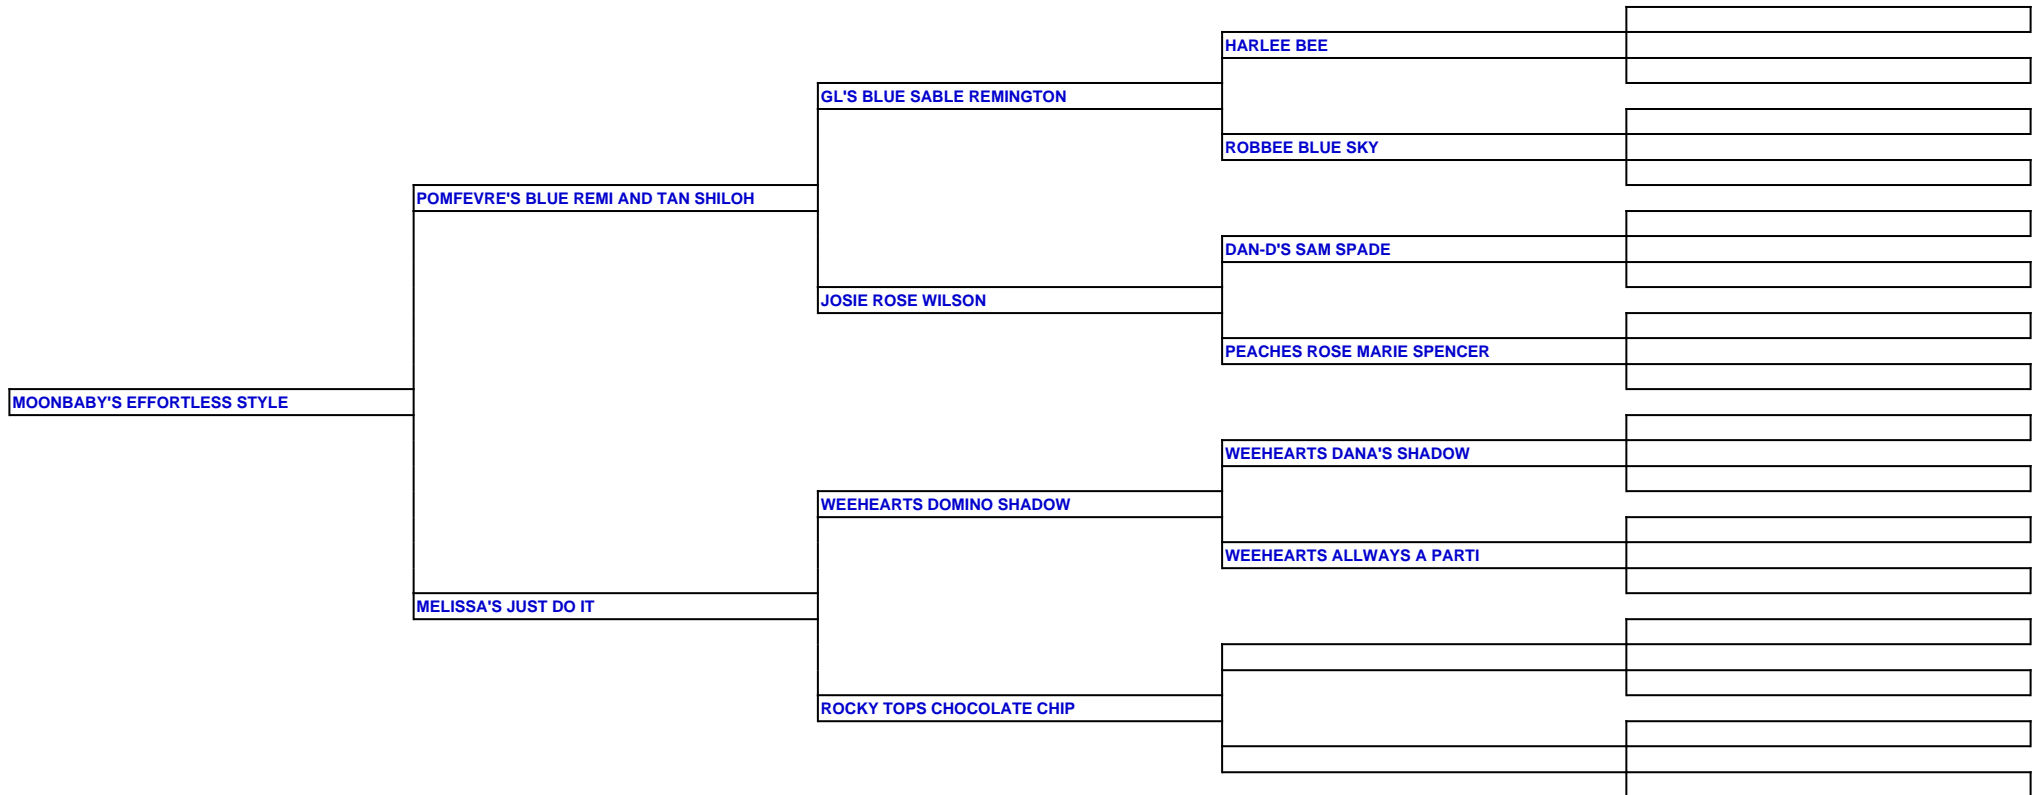 HARLEE BEE
GL'S BLUE SABLE REMINGTON
ROBBEE BLUE SKY
POMFEVRE'S BLUE REMI AND TAN SHILOH
DAN-D'S SAM SPADE
JOSIE ROSE WILSON
PEACHES ROSE MARIE SPENCER
MOONBABY'S EFFORTLESS STYLE
WEEHEARTS DANA'S SHADOW
WEEHEARTS DOMINO SHADOW
WEEHEARTS ALLWAYS A PARTI
MELISSA'S JUST DO IT
ROCKY TOPS CHOCOLATE CHIP